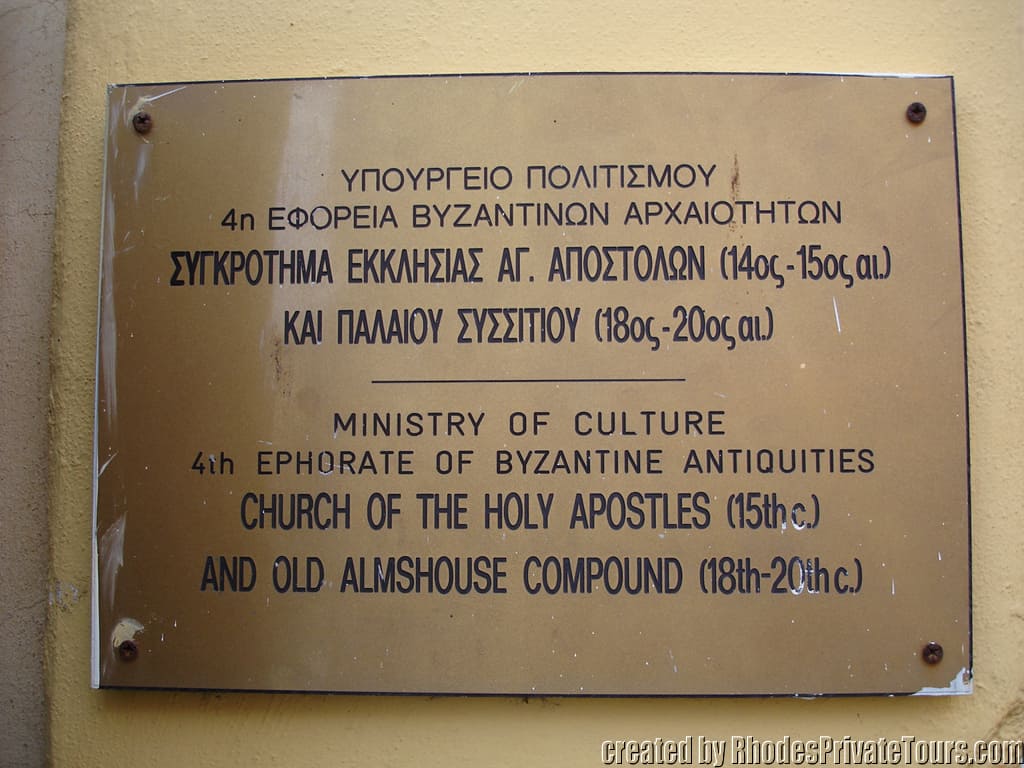 ΥΠΟΥΡΓΕΙΟ ΠΟΛΙΤΙΣΜΟΥ
4η ΕΦΟΡΕΙΑ ΒΥΖΑΝΤΙΝΩΝ ΑΡΧΑΙΟΤΗΤΩΝ
ΣΥΓΚΡΟΤΗΜΑ ΕΚΚΛΗΣΙΑΣ ΑΓ. ΑΠΟΣΤΟΛΩΝ (14ος-15ος αι.)
ΚΑΙ ΠΑΛΑΙΟΥ ΣΥΣΣΙΤΙΟΥ (18ος-20ος αι.)
MINISTRY OF CULTURE
4th EPHORATE OF BYZANTINE ANTIQUITIES
CHURCH OF THE HOLY APOSTLES (15th c.)
AND OLD ALMSHOUSE COMPOUND (18th-20th c.)
created by RhodesPrivateTours.com